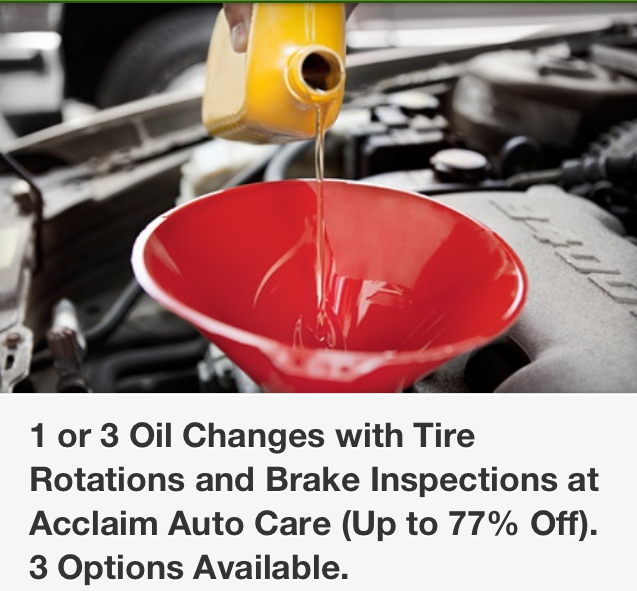 1 or 3 Oil Changes with Tire
Rotations and Brake Inspections at
Acclaim Auto Care (Up to 77% Off).
3 Options Available.